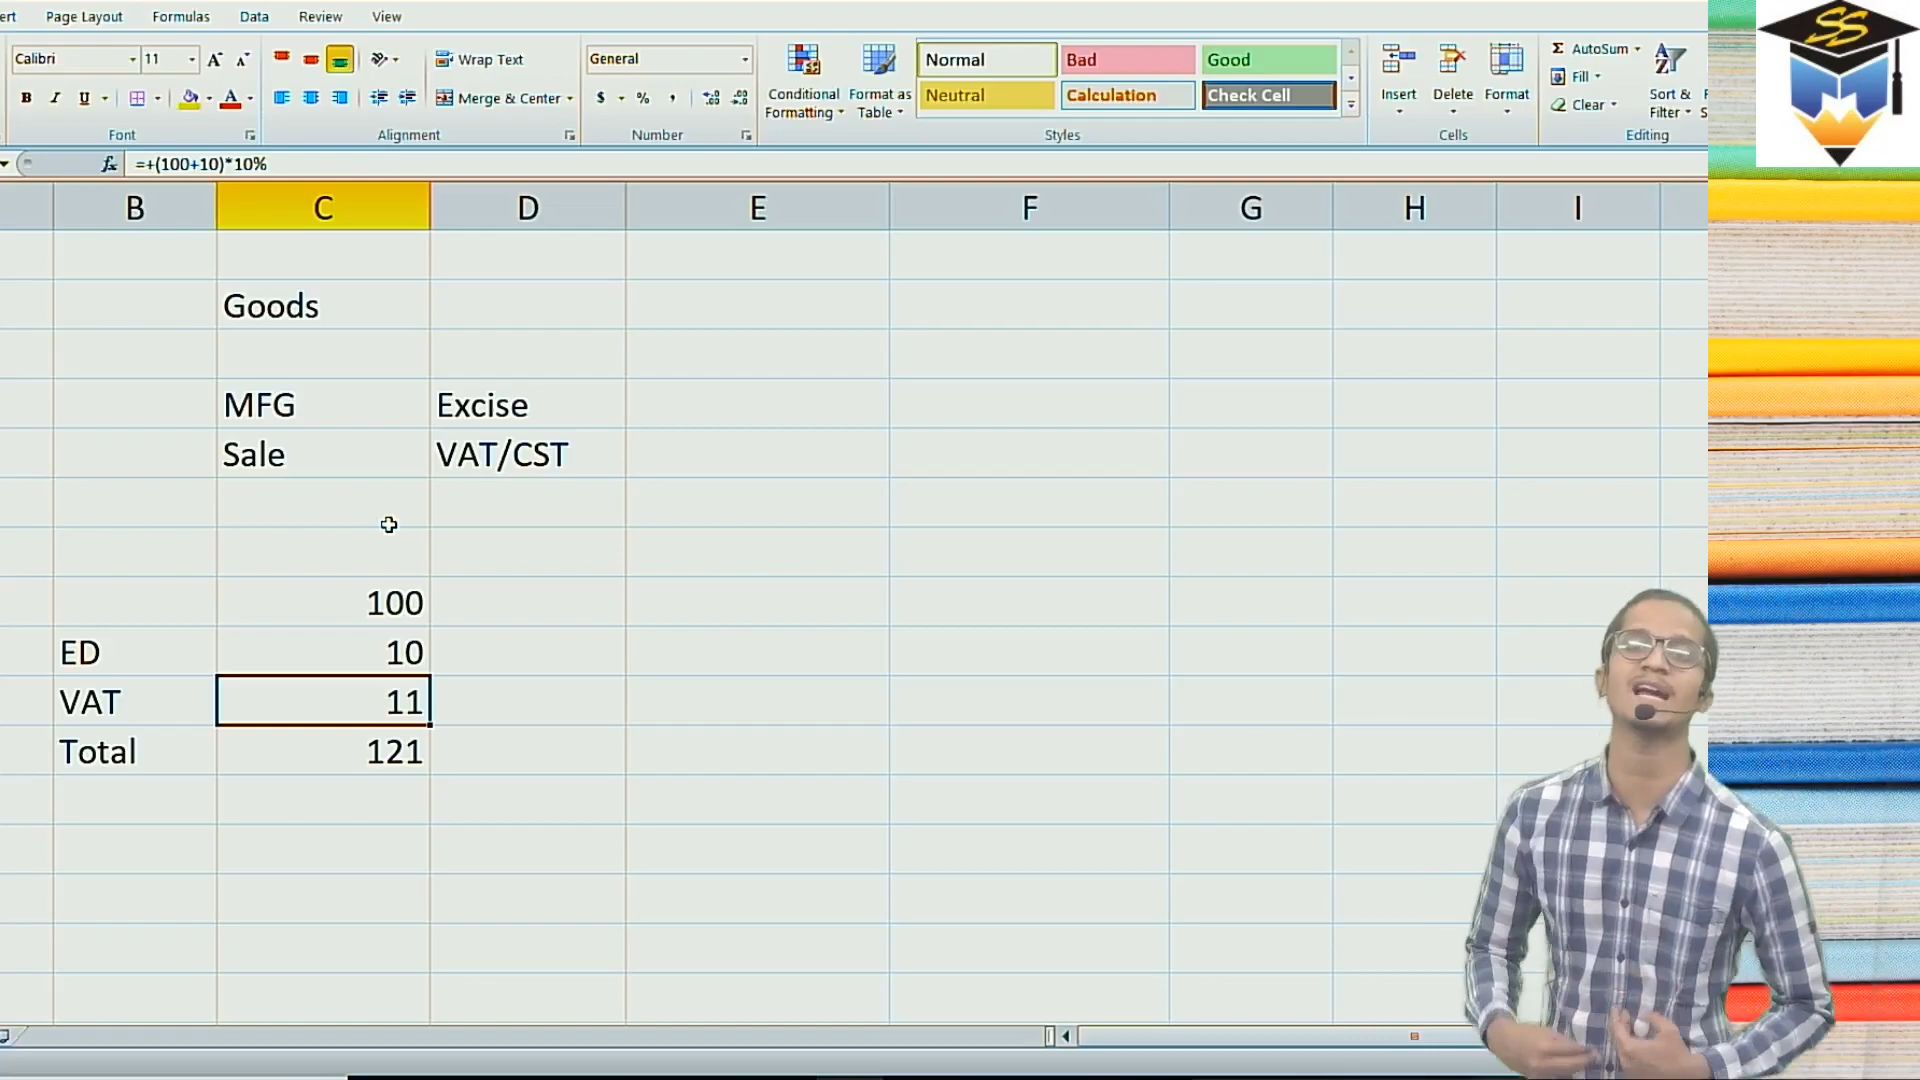 ert Page Layout Formulas Data Review View
Calibri 11 A A Wrap Text General Normal Bad Good Σ AutoSum
B I U A Merge & Center $ % , Conditional Formatting Format as Table Neutral Calculation Check Cell Insert Delete Format Fill Clear Sort & Filter
Font Alignment Number Styles Cells Editing
fx =+(100+10)*10%
B C D E F G H I
Goods
MFG Excise
Sale VAT/CST
100
ED 10
VAT 11
Total 121
SS